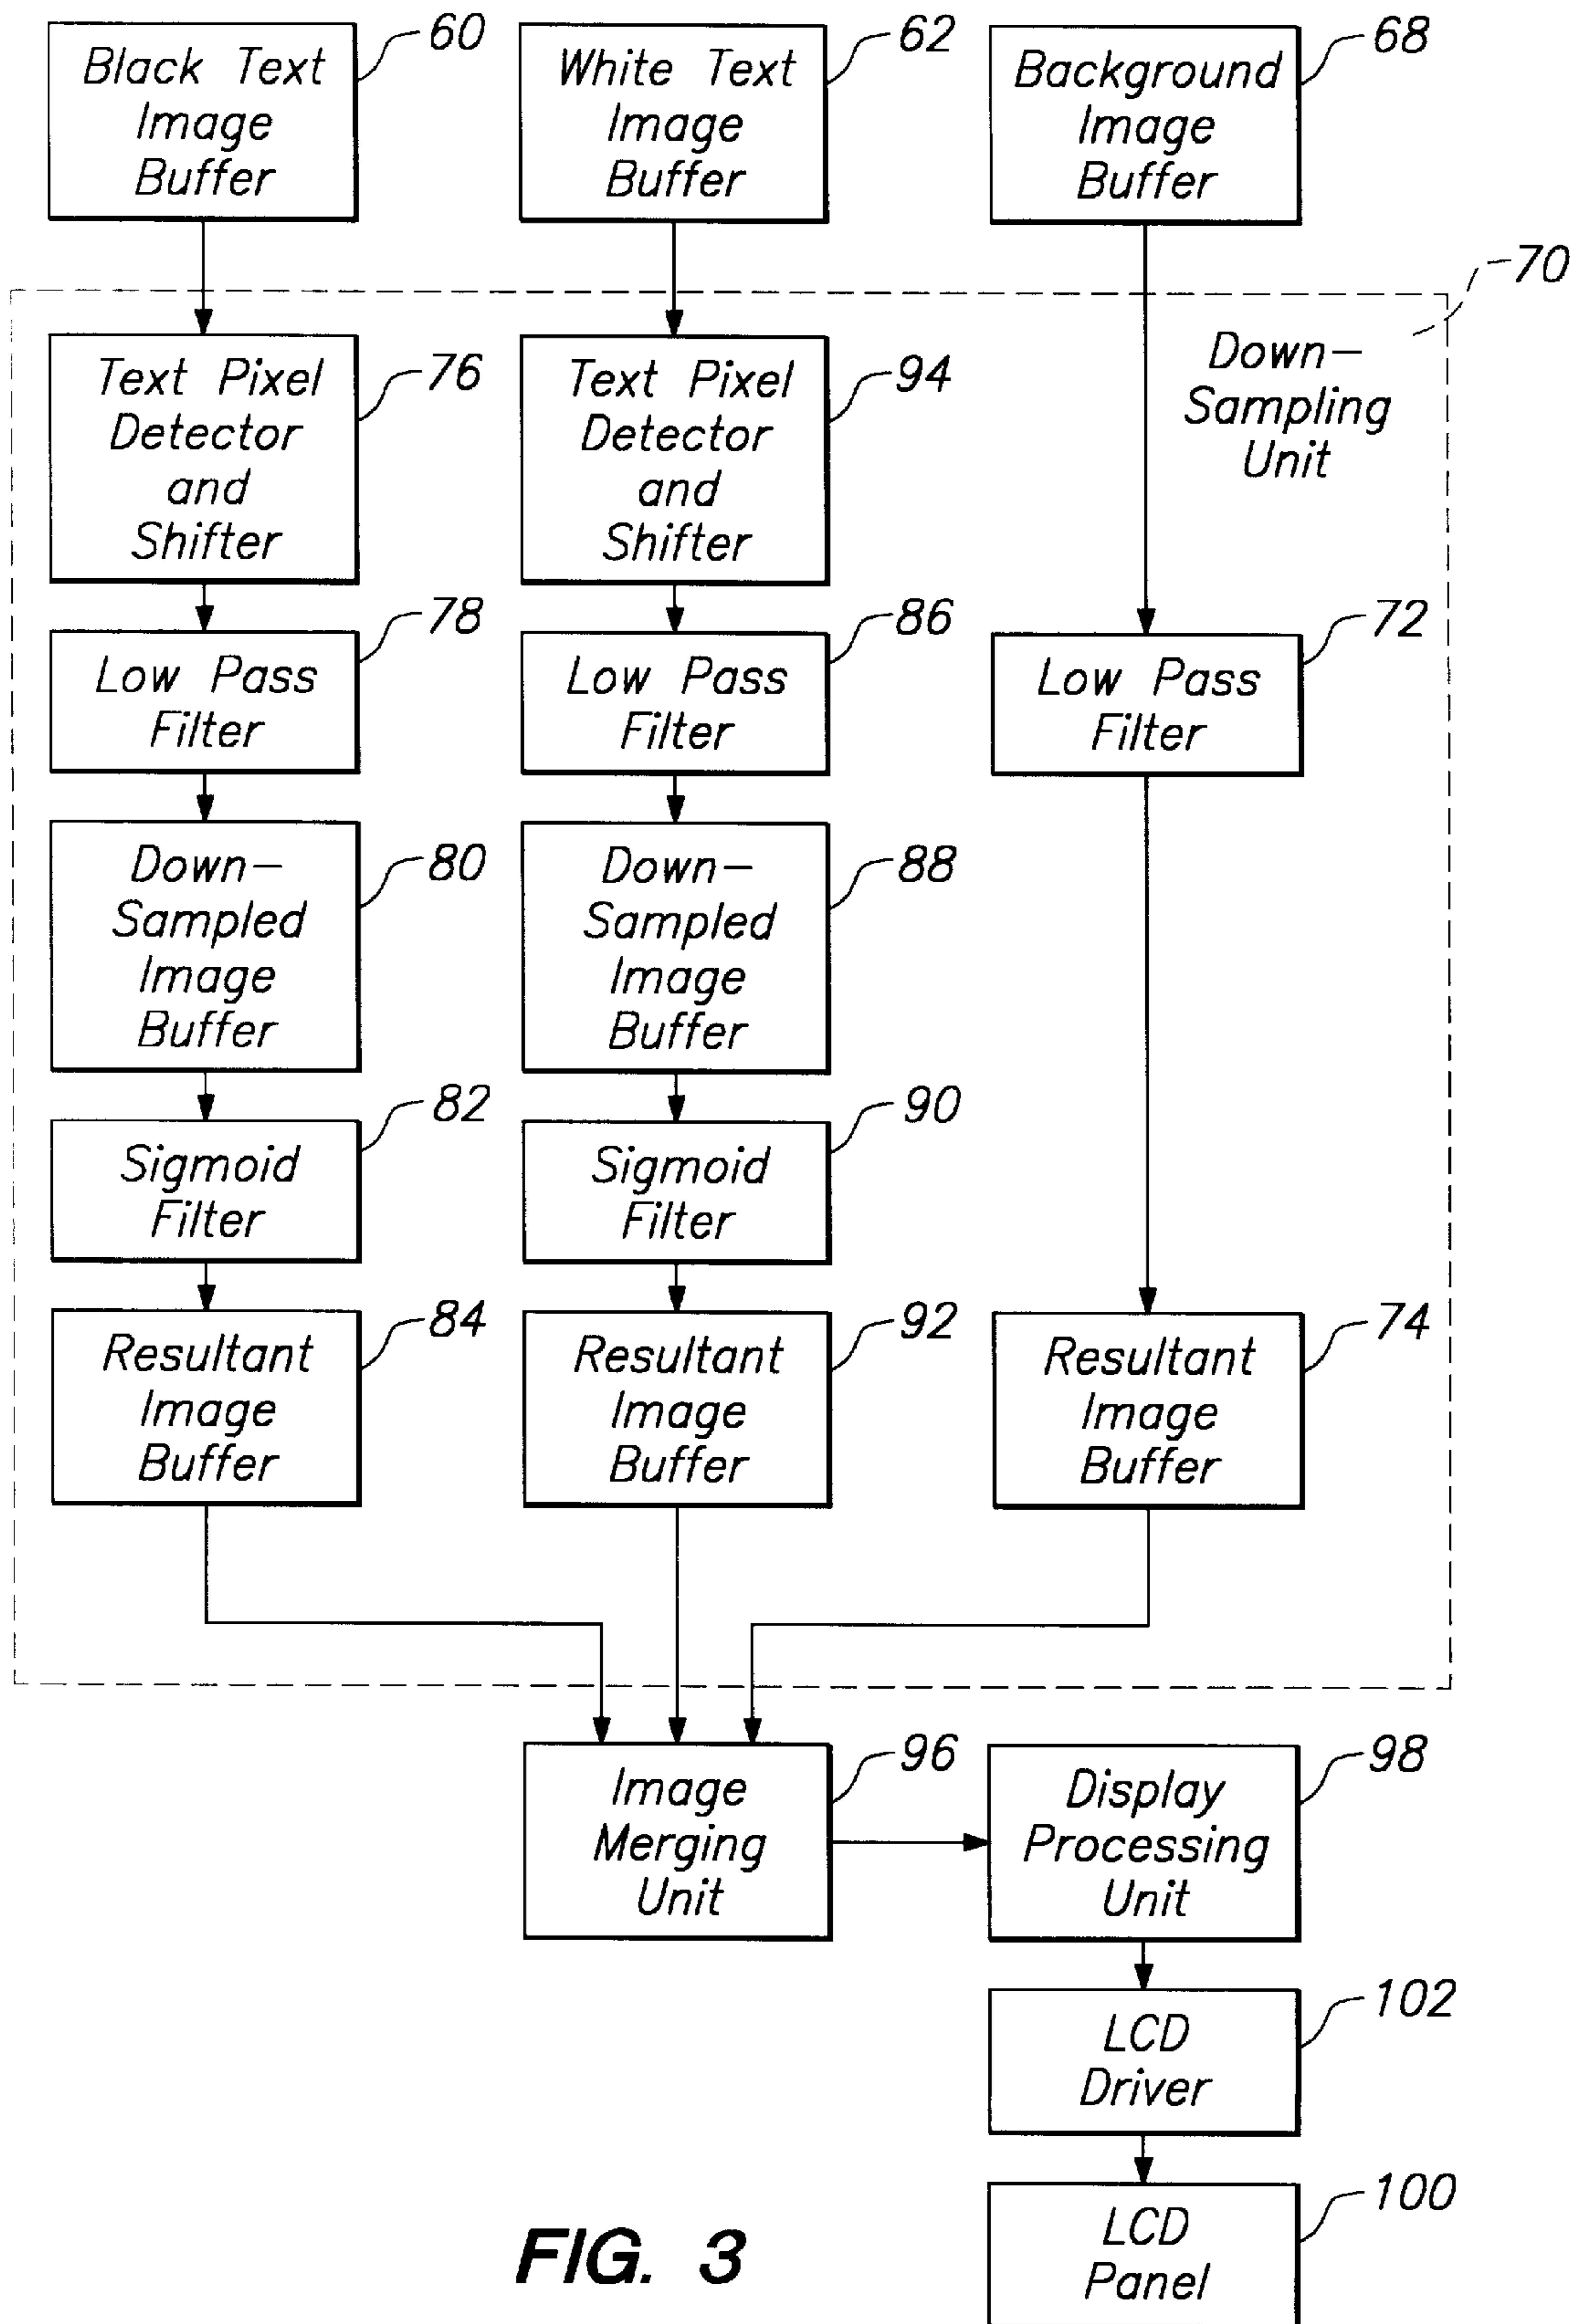 Black Text
Image
Buffer
60
White Text
Image
Buffer
62
Background
Image
Buffer
68
70
Down-
Sampling
Unit
Text Pixel
Detector
and
Shifter
76
Text Pixel
Detector
and
Shifter
94
Low Pass
Filter
78
Low Pass
Filter
86
Low Pass
Filter
72
Down-
Sampled
Image
Buffer
80
Down-
Sampled
Image
Buffer
88
Sigmoid
Filter
82
Sigmoid
Filter
90
Resultant
Image
Buffer
84
Resultant
Image
Buffer
92
Resultant
Image
Buffer
74
Image
Merging
Unit
96
Display
Processing
Unit
98
LCD
Driver
102
LCD
Panel
100
FIG. 3